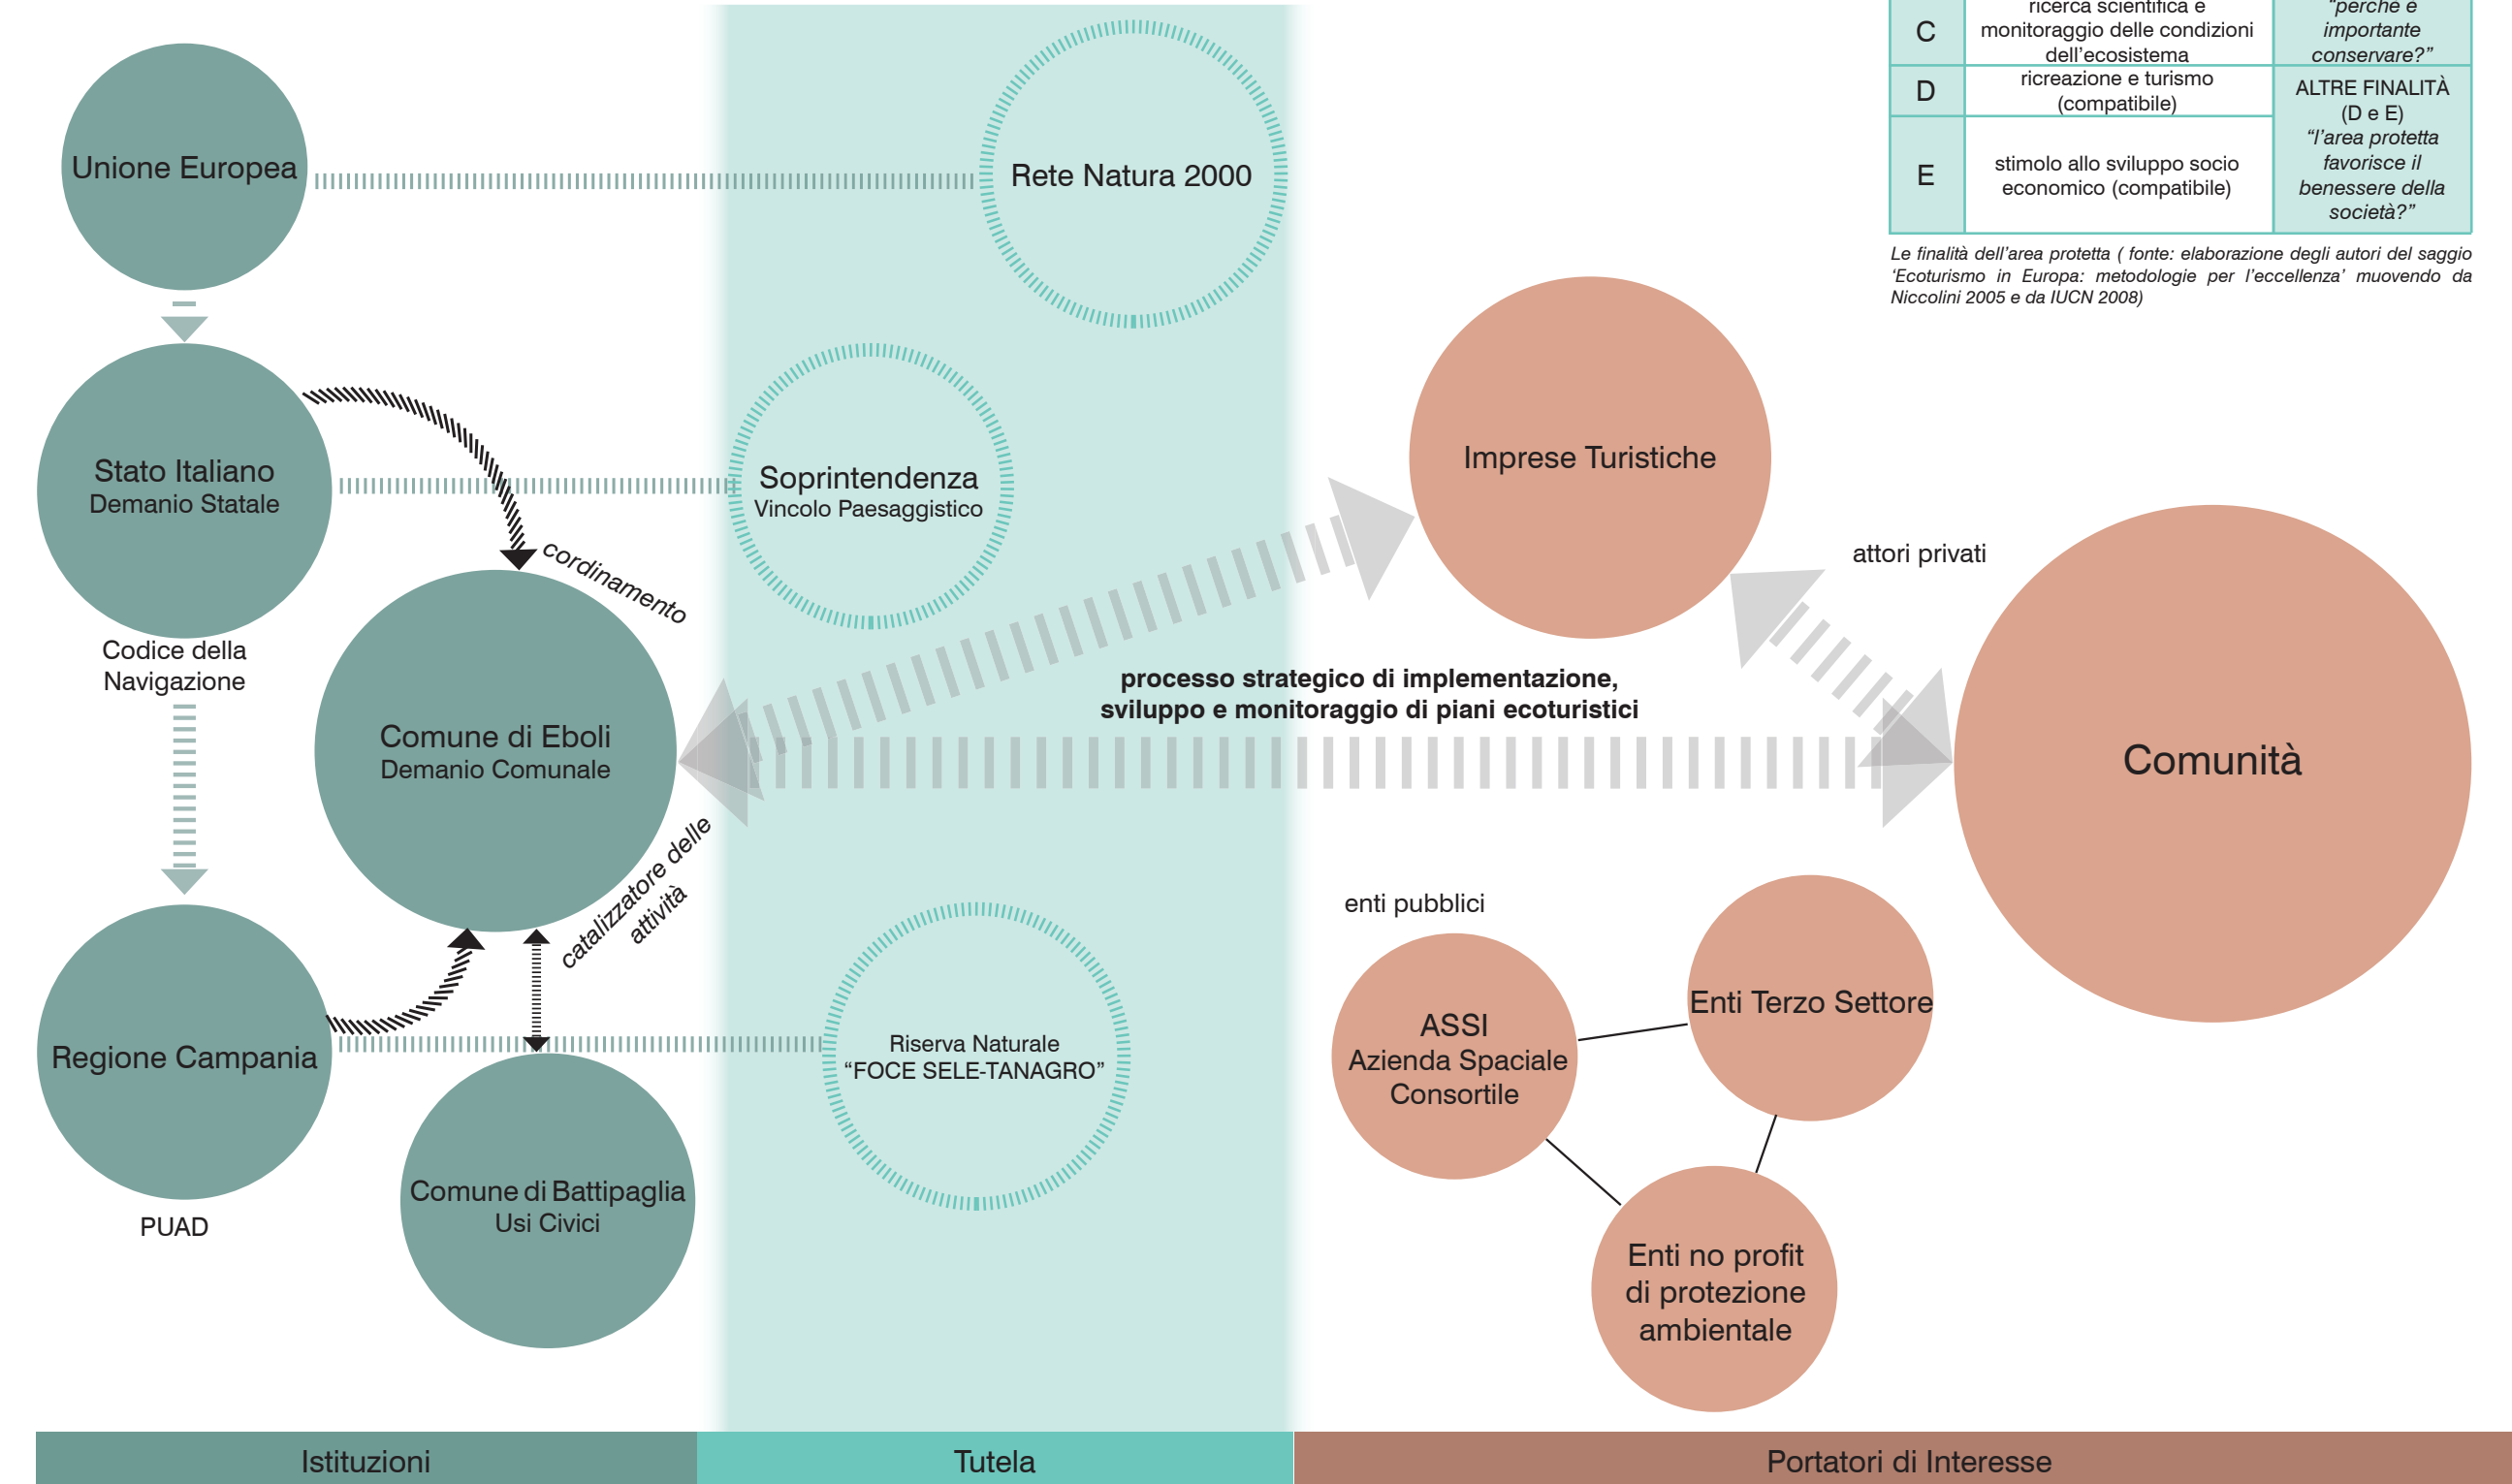 ricerca scientifica e
monitoraggio delle condizioni
dell’ecosistema
C
“perché è
importante
conservare?”
D
ricreazione e turismo
(compatibile)
E
stimolo allo sviluppo socio
economico (compatibile)
ALTRE FINALITÀ
(D e E)
“l’area protetta
favorisce il
benessere della
società?”
Le finalità dell’area protetta ( fonte: elaborazione degli autori del saggio
‘Ecoturismo in Europa: metodologie per l’eccellenza’ muovendo da
Niccolini 2005 e da IUCN 2008)
Unione Europea
Rete Natura 2000
Stato Italiano
Demanio Statale
Soprintendenza
Vincolo Paesaggistico
Imprese Turistiche
cordinamento
attori privati
Codice della
Navigazione
processo strategico di implementazione,
sviluppo e monitoraggio di piani ecoturistici
Comune di Eboli
Demanio Comunale
Comunità
catalizzatore delle
attività
enti pubblici
Regione Campania
Riserva Naturale
“FOCE SELE-TANAGRO”
ASSI
Azienda Spaciale
Consortile
Enti Terzo Settore
PUAD
Comune di Battipaglia
Usi Civici
Enti no profit
di protezione
ambientale
Istituzioni
Tutela
Portatori di Interesse